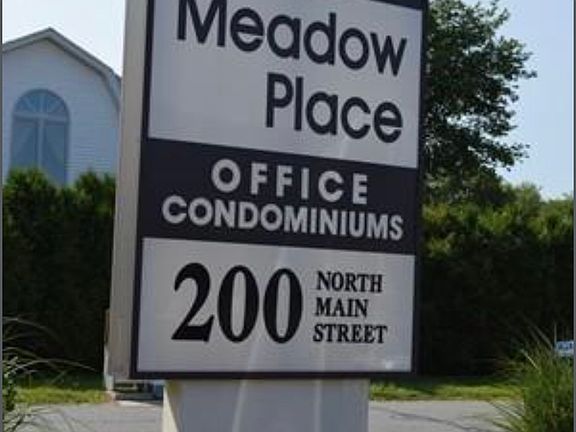 Meadow
Place
OFFICE
CONDOMINIUMS
200
NORTH
MAIN
STREET